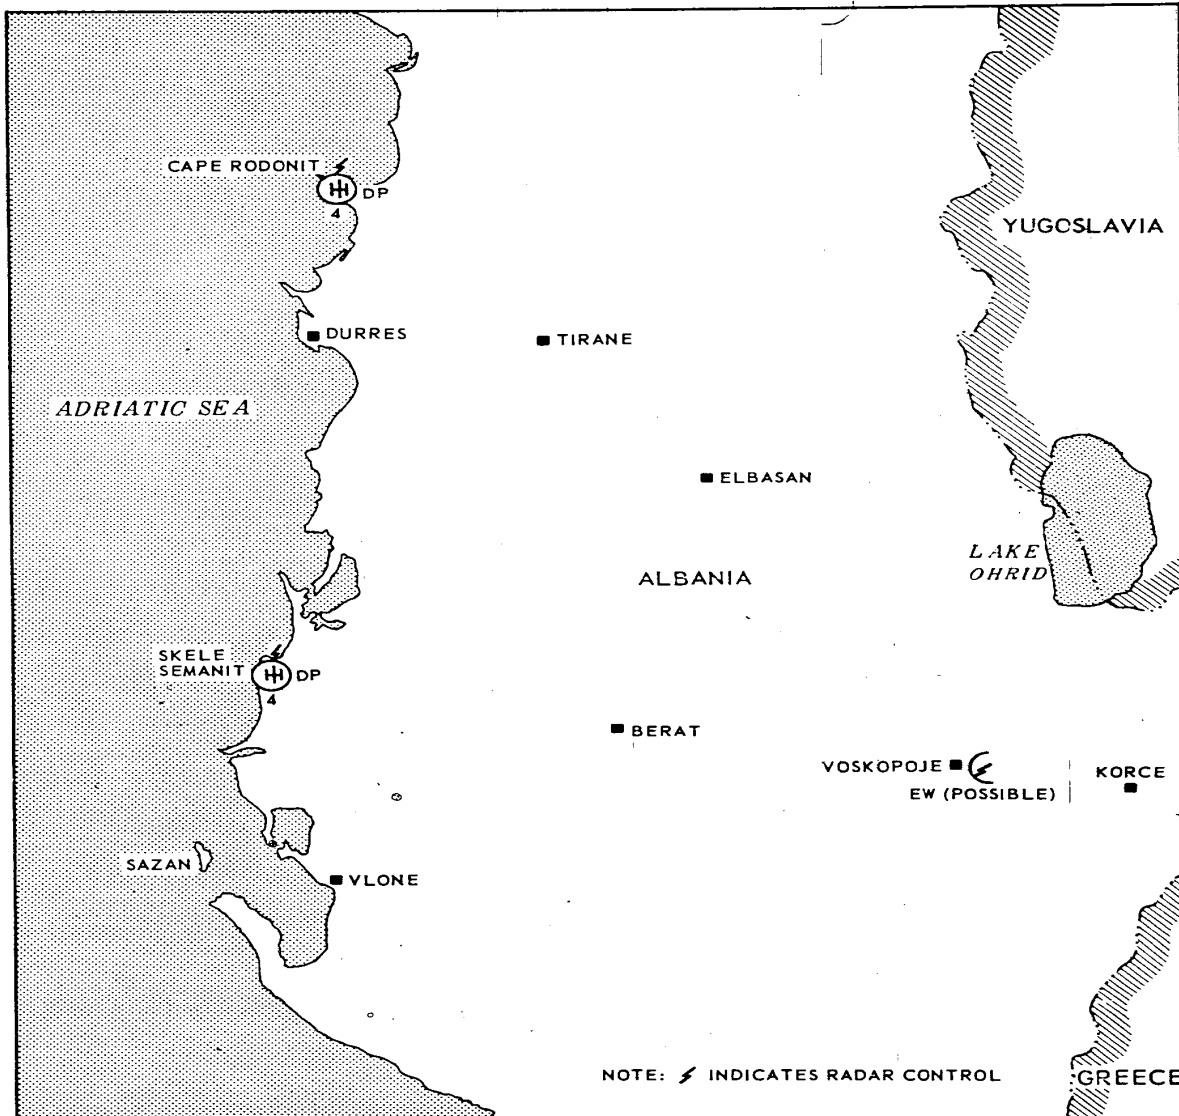 CAPE RODONIT
DP
4
YUGOSLAVIA
DURRES
TIRANE
ADRIATIC SEA
ELBASAN
LAKE
OHRID
ALBANIA
SKELE
SEMANIT
DP
4
BERAT
VOSKOPOJE
EW (POSSIBLE)
KORCE
SAZAN
VLONE
NOTE: INDICATES RADAR CONTROL
GREECE